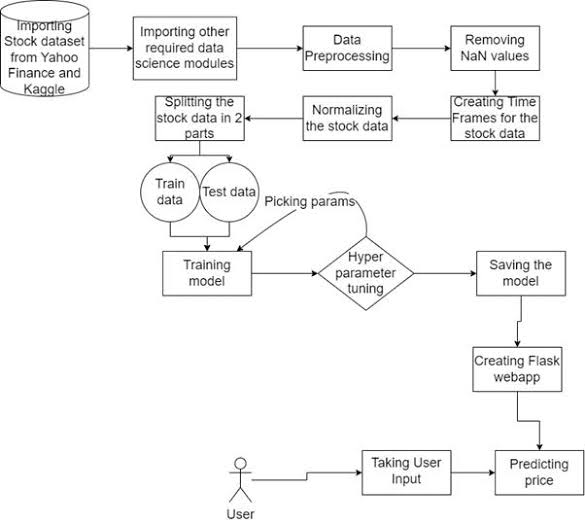 Importing
Stock dataset
from Yahoo
Finance and
Kaggle
Importing other
required data
science modules
Data
Preprocessing
Removing
NaN values
Creating Time
Frames for the
stock data
Normalizing
the stock data
Splitting the
stock data in 2
parts
Train
data
Test data
Picking params
Training
model
Hyper
parameter
tuning
Saving the
model
Creating Flask
webapp
Taking User
Input
Predicting
price
User